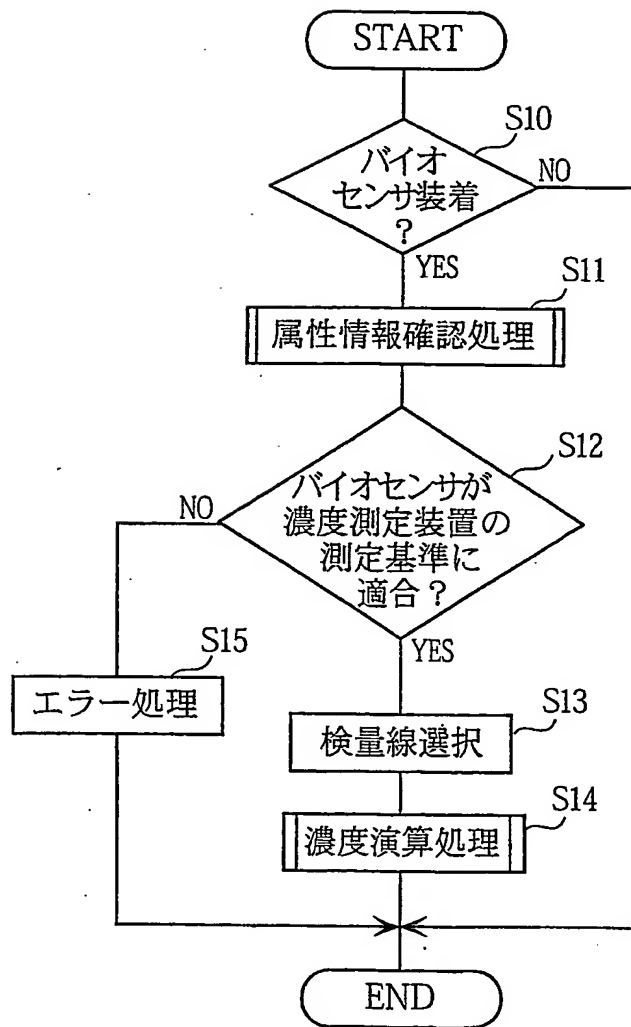 START
S10
バイオ
センサ装着
?
NO
YES
S11
属性情報確認処理
S12
バイオセンサが
濃度測定装置の
測定基準に
適合?
NO
YES
S15
エラー処理
S13
検量線選択
S14
濃度演算処理
END